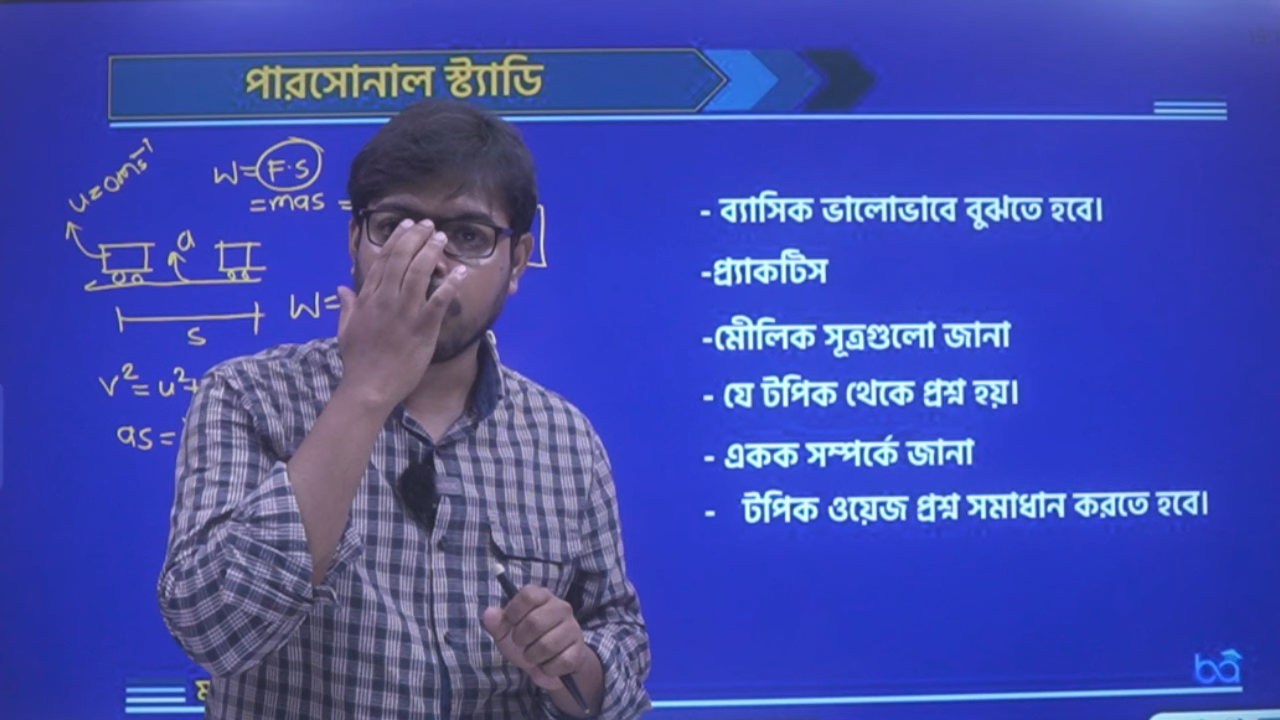 পারসোনাল স্ট্যাডি
u=0ms⁻¹
W=F·S
=mas =
a
W=
s
v²=u²+
as=
- ব্যাসিক ভালোভাবে বুঝতে হবে।
-প্র্যাকটিস
-মৌলিক সূত্রগুলো জানা
- যে টপিক থেকে প্রশ্ন হয়।
- একক সম্পর্কে জানা
- টপিক ওয়েজ প্রশ্ন সমাধান করতে হবে।
ba